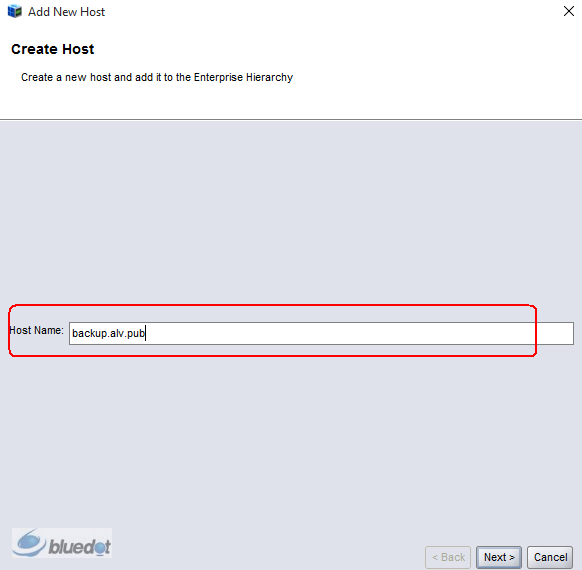 Add New Host
Create Host
Create a new host and add it to the Enterprise Hierarchy
Host Name: backup.alv.pub
bluedot
< Back Next > Cancel